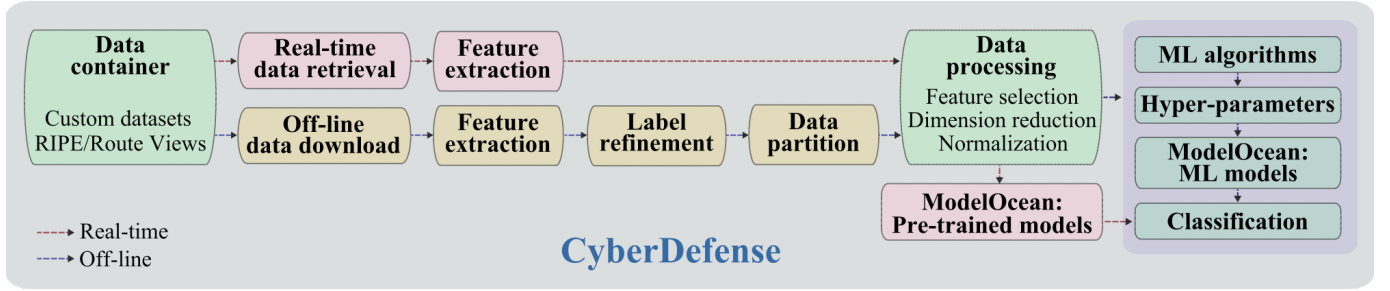 Data
container
Custom datasets
RIPE/Route Views
Real-time
data retrieval
Feature
extraction
Off-line
data download
Feature
extraction
Label
refinement
Data
partition
Data
processing
Feature selection
Dimension reduction
Normalization
ModelOcean:
Pre-trained models
ML algorithms
Hyper-parameters
ModelOcean:
ML models
Classification
Real-time
Off-line
CyberDefense